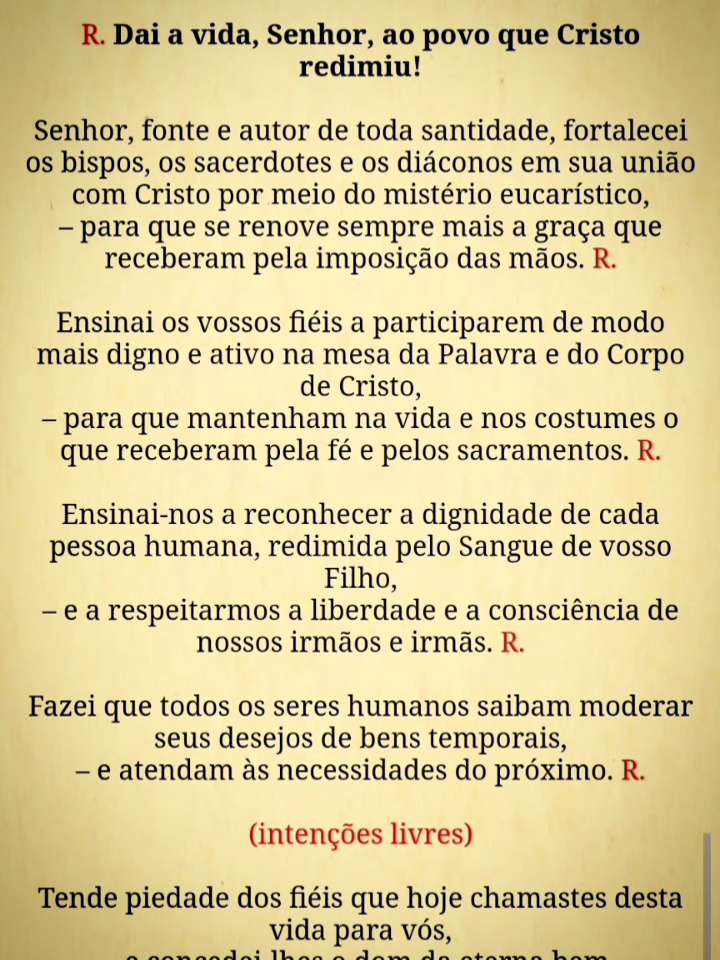 R. Dai a vida, Senhor, ao povo que Cristo
redimiu!
Senhor, fonte e autor de toda santidade, fortalecei
os bispos, os sacerdotes e os diáconos em sua união
com Cristo por meio do mistério eucarístico,
– para que se renove sempre mais a graça que
receberam pela imposição das mãos. R.
Ensinai os vossos fiéis a participarem de modo
mais digno e ativo na mesa da Palavra e do Corpo
de Cristo,
– para que mantenham na vida e nos costumes o
que receberam pela fé e pelos sacramentos. R.
Ensinai-nos a reconhecer a dignidade de cada
pessoa humana, redimida pelo Sangue de vosso
Filho,
– e a respeitarmos a liberdade e a consciência de
nossos irmãos e irmãs. R.
Fazei que todos os seres humanos saibam moderar
seus desejos de bens temporais,
– e atendam às necessidades do próximo. R.
(intenções livres)
Tende piedade dos fiéis que hoje chamastes desta
vida para vós,
– e concedei-lhes o dom da eterna bem